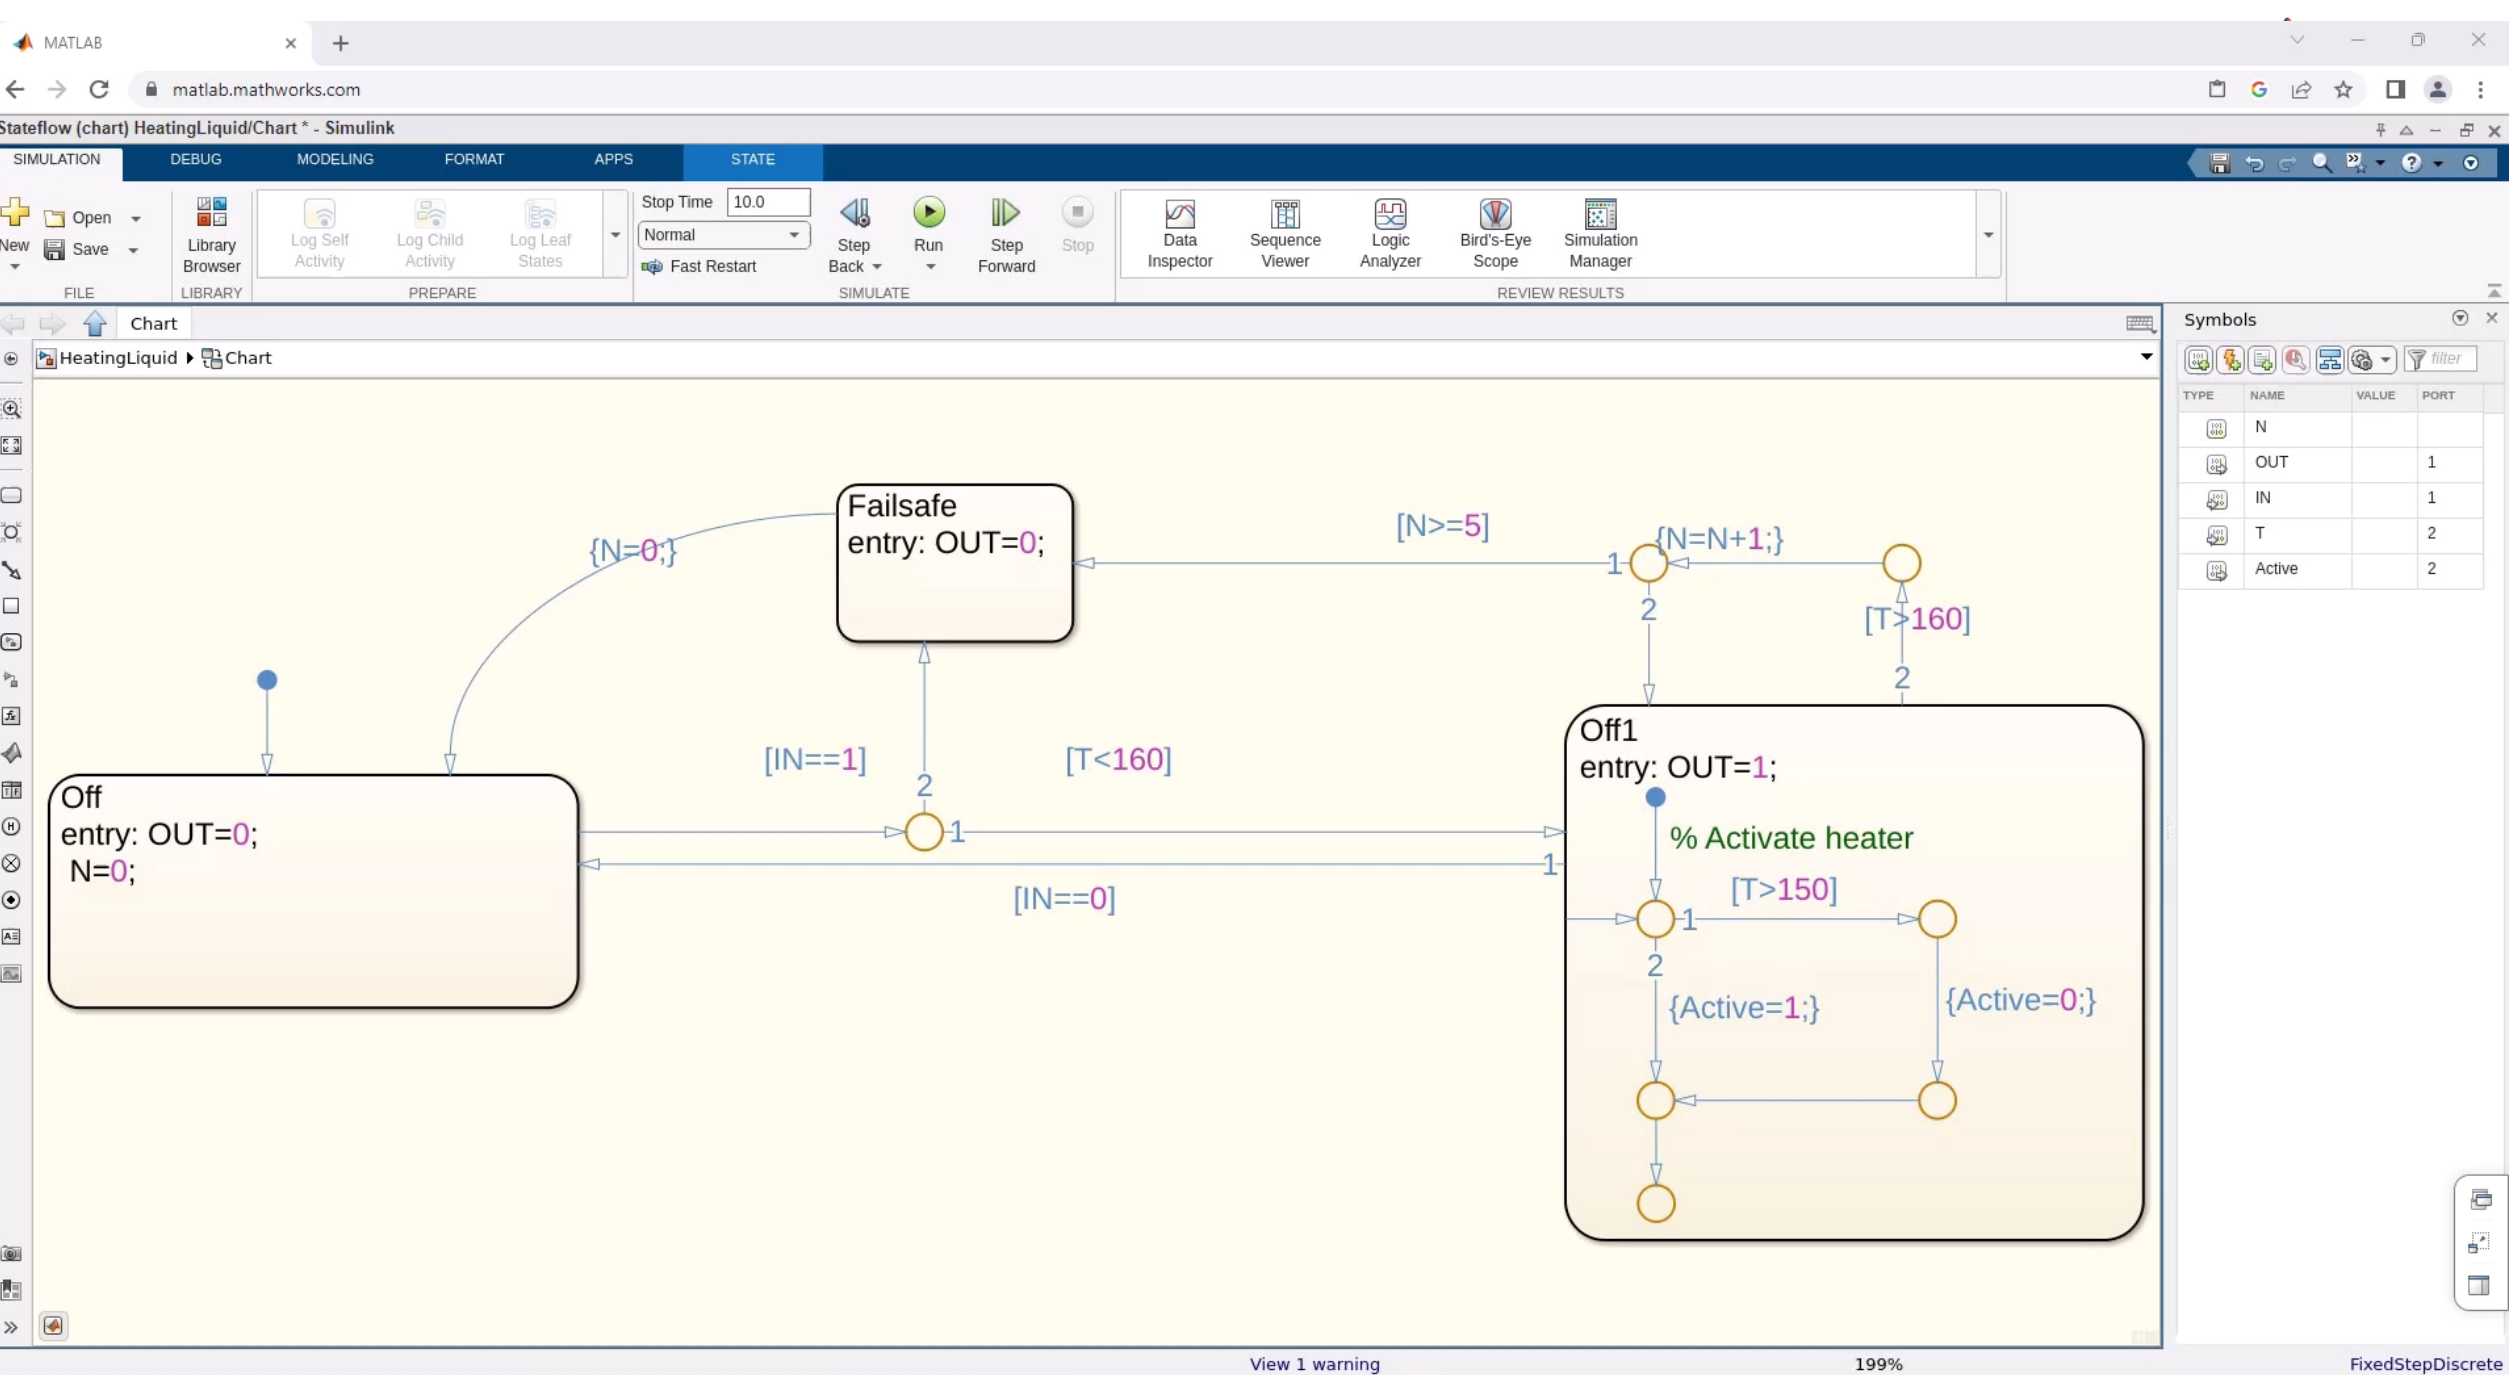 MATLAB
matlab.mathworks.com
Stateflow (chart) HeatingLiquid/Chart * - Simulink
SIMULATION DEBUG MODELING FORMAT APPS STATE
New
Open
Save
FILE
Library Browser
LIBRARY
Log Self Activity
Log Child Activity
Log Leaf States
PREPARE
Stop Time 10.0
Normal
Fast Restart
Step Back
Run
Step Forward
Stop
SIMULATE
Data Inspector
Sequence Viewer
Logic Analyzer
Bird's-Eye Scope
Simulation Manager
REVIEW RESULTS
Chart
HeatingLiquid Chart
Symbols
filter
TYPE NAME VALUE PORT
N
OUT 1
IN 1
T 2
Active 2
Failsafe
entry: OUT=0;
{N=0;}
[N>=5]
1
{N=N+1;}
2
[T>160]
2
Off
entry: OUT=0;
N=0;
[IN==1]
2
[T<160]
1
1
[IN==0]
Off1
entry: OUT=1;
% Activate heater
[T>150]
1
2
{Active=1;}
{Active=0;}
View 1 warning
199%
FixedStepDiscrete